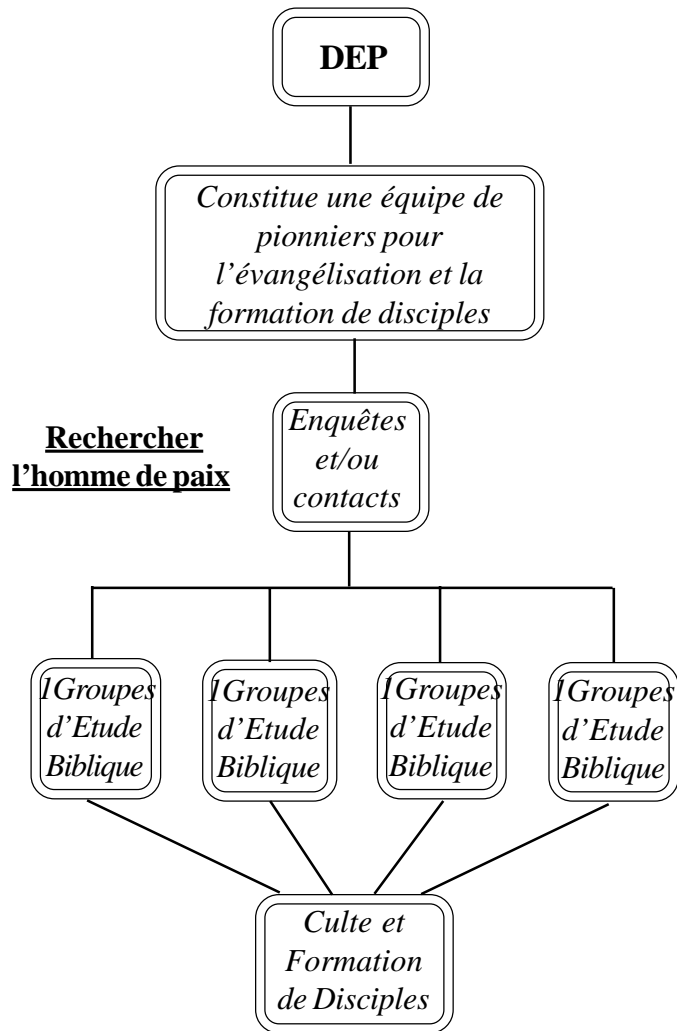 DEP
Constitue une équipe de
pionniers pour
l'évangélisation et la
formation de disciples
Rechercher
l'homme de paix
Enquêtes
et/ou
contacts
1Groupes
d'Etude
Biblique
1Groupes
d'Etude
Biblique
1Groupes
d'Etude
Biblique
1Groupes
d'Etude
Biblique
Culte et
Formation
de Disciples